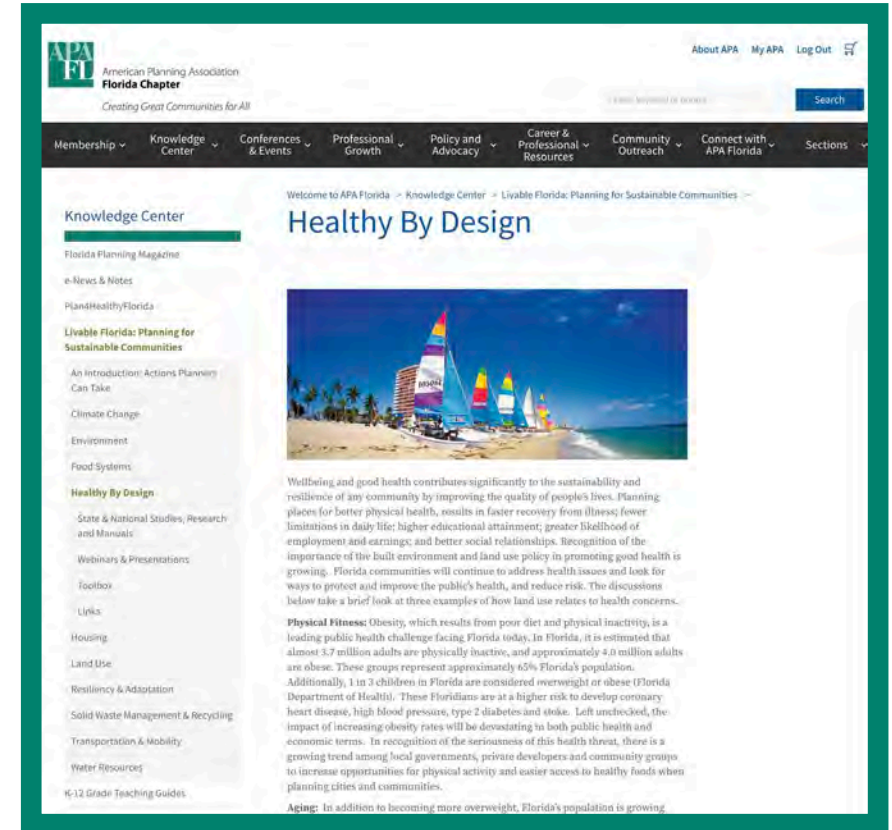 APA
FL
American Planning Association
Florida Chapter
Creating Great Communities for All
About APA My APA Log Out
Search
Membership
Knowledge Center
Conferences & Events
Professional Growth
Policy and Advocacy
Career & Professional Resources
Community Outreach
Connect with APA Florida
Sections
Welcome to APA Florida > Knowledge Center > Livable Florida: Planning for Sustainable Communities >
Knowledge Center
Florida Planning Magazine
e-News & Notes
Plan4HealthyFlorida
Livable Florida: Planning for
Sustainable Communities
An Introduction: Actions Planners
Can Take
Climate Change
Environment
Food Systems
Healthy By Design
State & National Studies, Research
and Manuals
Webinars & Presentations
Toolbox
Links
Housing
Land Use
Resiliency & Adaptation
Solid Waste Management & Recycling
Transportation & Mobility
Water Resources
K-12 Grade Teaching Guides
Healthy By Design
Wellbeing and good health contributes significantly to the sustainability and
resilience of any community by improving the quality of people's lives. Planning
places for better physical health, results in faster recovery from illness; fewer
limitations in daily life; higher educational attainment; greater likelihood of
employment and earnings; and better social relationships. Recognition of the
importance of the built environment and land use policy in promoting good health is
growing. Florida communities will continue to address health issues and look for
ways to protect and improve the public's health, and reduce risk. The discussions
below take a brief look at three examples of how land use relates to health concerns.
Physical Fitness: Obesity, which results from poor diet and physical inactivity, is a
leading public health challenge facing Florida today. In Florida, it is estimated that
almost 3.7 million adults are physically inactive, and approximately 4.0 million adults
are obese. These groups represent approximately 65% Florida's population.
Additionally, 1 in 3 children in Florida are considered overweight or obese (Florida
Department of Health). These Floridians are at a higher risk to develop coronary
heart disease, high blood pressure, type 2 diabetes and stoke. Left unchecked, the
impact of increasing obesity rates will be devastating in both public health and
economic terms. In recognition of the seriousness of this health threat, there is a
growing trend among local governments, private developers and community groups
to increase opportunities for physical activity and easier access to healthy foods when
planning cities and communities.
Aging: In addition to becoming more overweight, Florida's population is growing